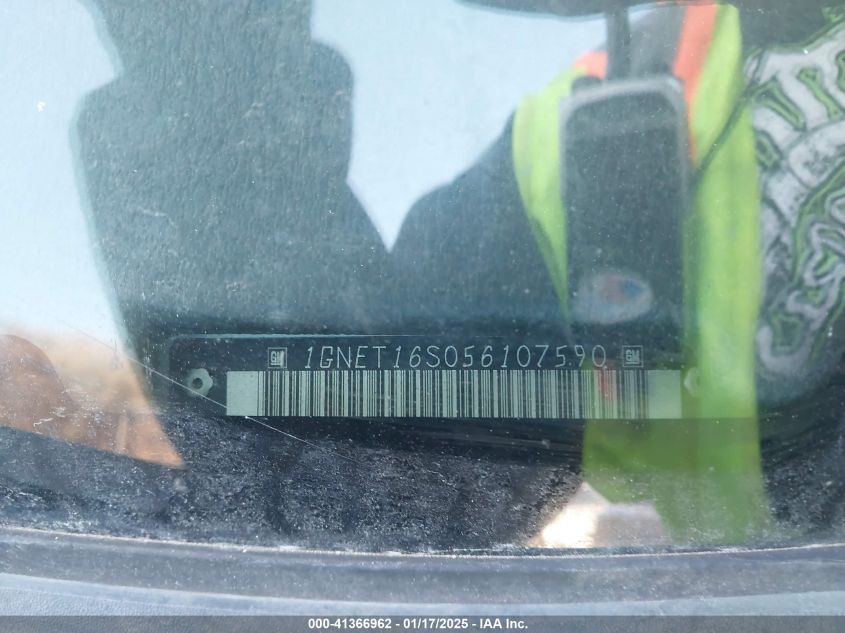 GM 1GNET16S056107590 GM
000-41366962 - 01/17/2025 - IAA Inc.